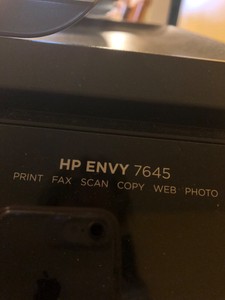 HP ENVY 7645
PRINT FAX SCAN COPY WEB PHOTO